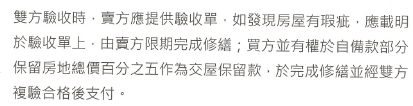 雙方驗收時，賣方應提供驗收單，如發現房屋有瑕疵，應載明
於驗收單上，由賣方限期完成修繕；買方並有權於自備款部分
保留房地總價百分之五作為交屋保留款，於完成修繕並經雙方
複驗合格後支付。